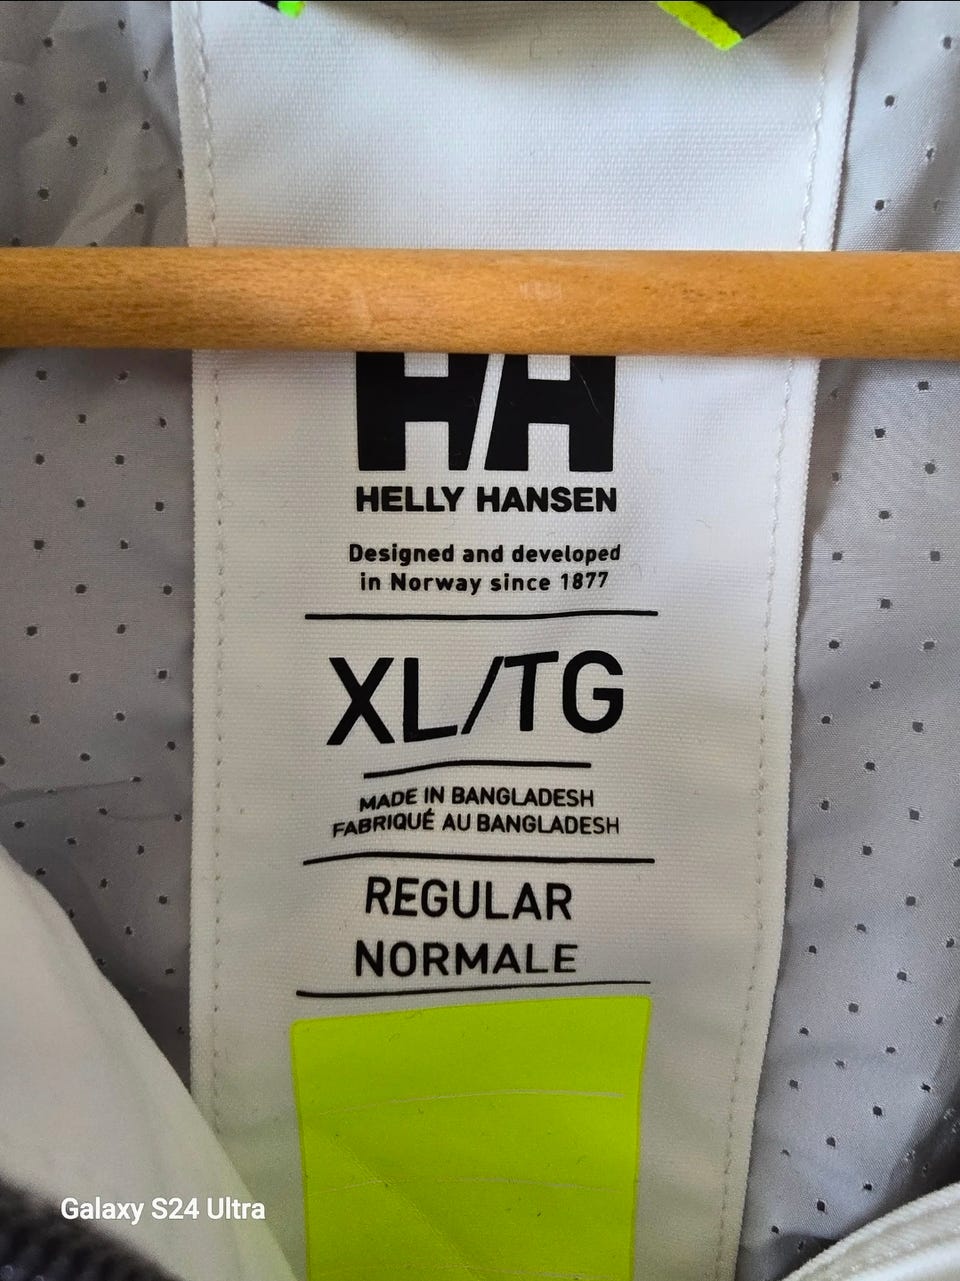 HH
HELLY HANSEN
Designed and developed
in Norway since 1877
XL/TG
MADE IN BANGLADESH
FABRIQUÉ AU BANGLADESH
REGULAR
NORMALE
Galaxy S24 Ultra